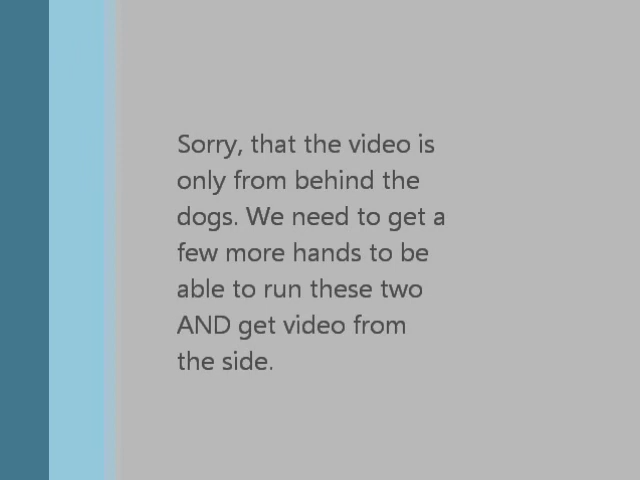 Sorry, that the video is
only from behind the
dogs. We need to get a
few more hands to be
able to run these two
AND get video from
the side.